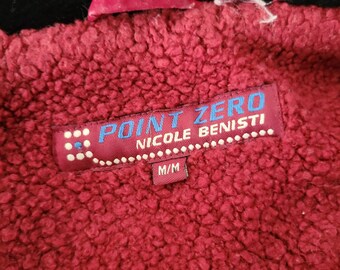 POINT ZERO
NICOLE BENISTI
M/M